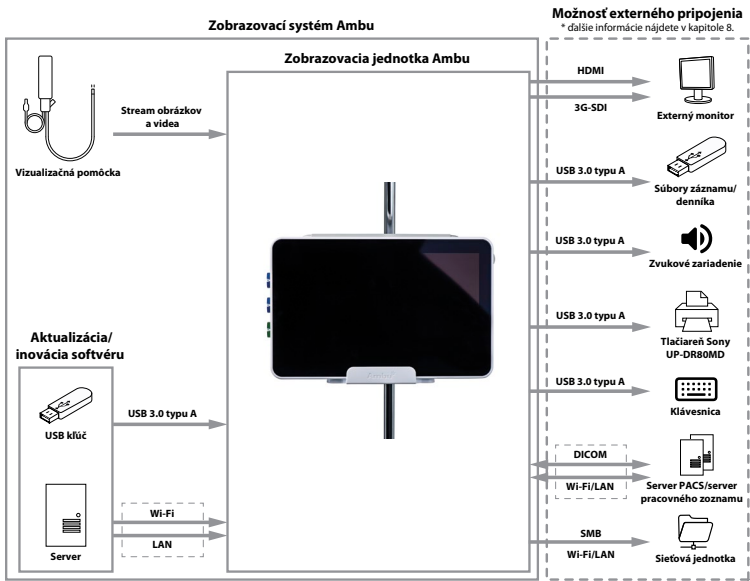 Zobrazovací systém Ambu
Možnosť externého pripojenia
* ďalšie informácie nájdete v kapitole 8.
Zobrazovacia jednotka Ambu
Stream obrázkov
a videa
Vizualizačná pomôcka
HDMI
3G-SDI
Externý monitor
USB 3.0 typu A
Súbory záznamu/
denníka
USB 3.0 typu A
Zvukové zariadenie
USB 3.0 typu A
Tlačiareň Sony
UP-DR80MD
USB 3.0 typu A
Klávesnica
DICOM
Wi-Fi/LAN
Server PACS/server
pracovného zoznamu
SMB
Wi-Fi/LAN
Sieťová jednotka
Aktualizácia/
inovácia softvéru
USB kľúč
USB 3.0 typu A
Server
Wi-Fi
LAN